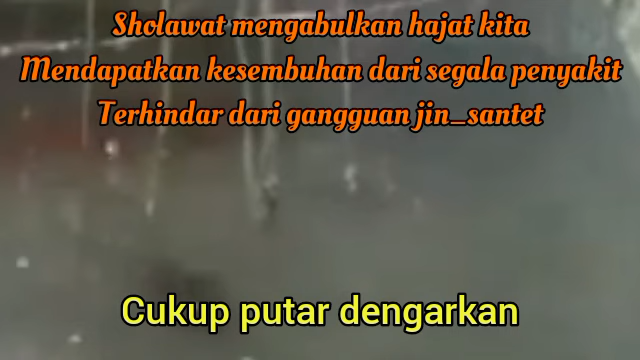 Sholawat mengabulkan hajat kita
Mendapatkan kesembuhan dari segala penyakit
Terhindar dari gangguan jin_santet
Cukup putar dengarkan